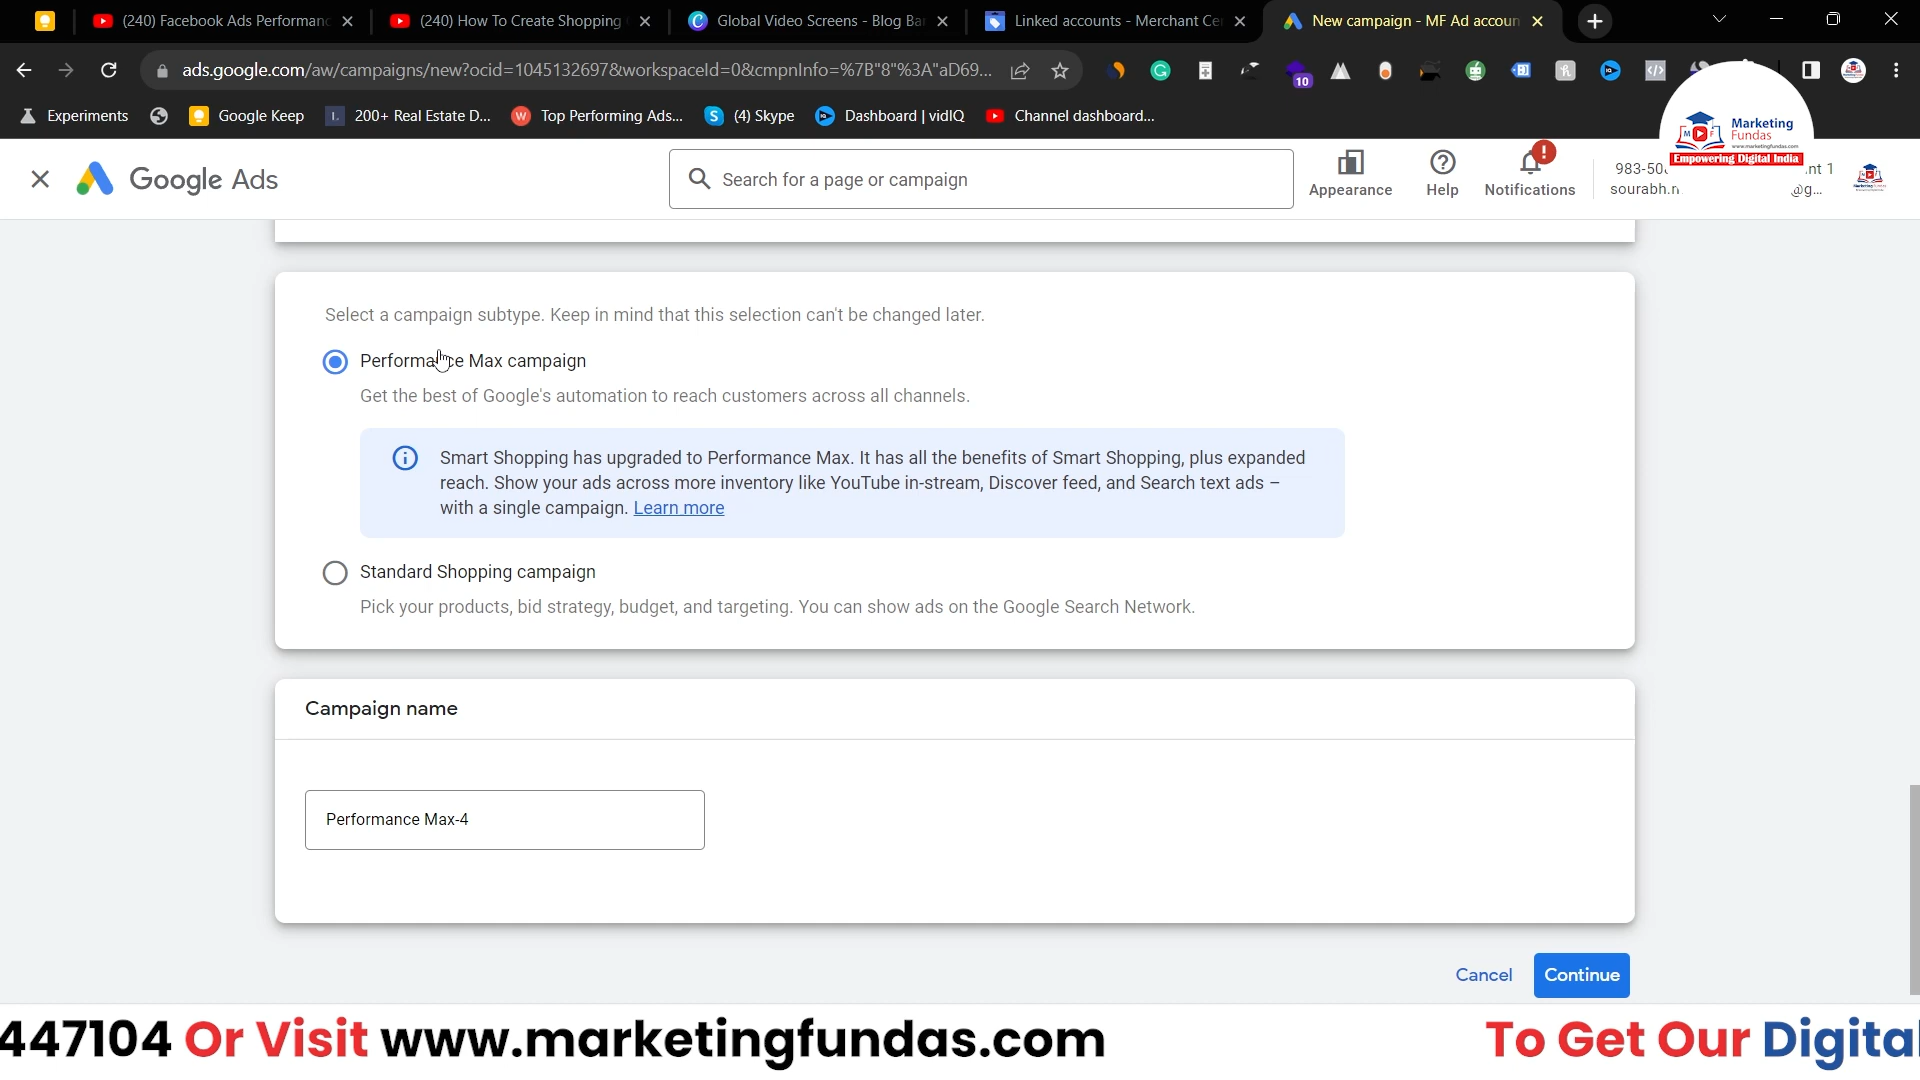 (240) Facebook Ads Performanc
(240) How To Create Shopping
Global Video Screens - Blog Ba
Linked accounts - Merchant Ce
New campaign - MF Ad accoun
ads.google.com/aw/campaigns/new?ocid=1045132697&workspaceId=0&cmpnInfo=%7B"8"%3A"aD69...
10
Experiments
Google Keep
200+ Real Estate D...
Top Performing Ads...
(4) Skype
Dashboard | vidIQ
Channel dashboard...
Marketing
Fundas
www.marketingfundas.com
Empowering Digital India
Google Ads
Search for a page or campaign
Appearance
Help
Notifications
983-50
nt 1
sourabh.n
@g...
Select a campaign subtype. Keep in mind that this selection can't be changed later.
Performance Max campaign
Get the best of Google's automation to reach customers across all channels.
Smart Shopping has upgraded to Performance Max. It has all the benefits of Smart Shopping, plus expanded
reach. Show your ads across more inventory like YouTube in-stream, Discover feed, and Search text ads –
with a single campaign. Learn more
Standard Shopping campaign
Pick your products, bid strategy, budget, and targeting. You can show ads on the Google Search Network.
Campaign name
Performance Max-4
Cancel
Continue
447104 Or Visit www.marketingfundas.com
To Get Our Digital